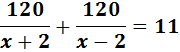 120/(x + 2) + 120/(x − 2) = 11